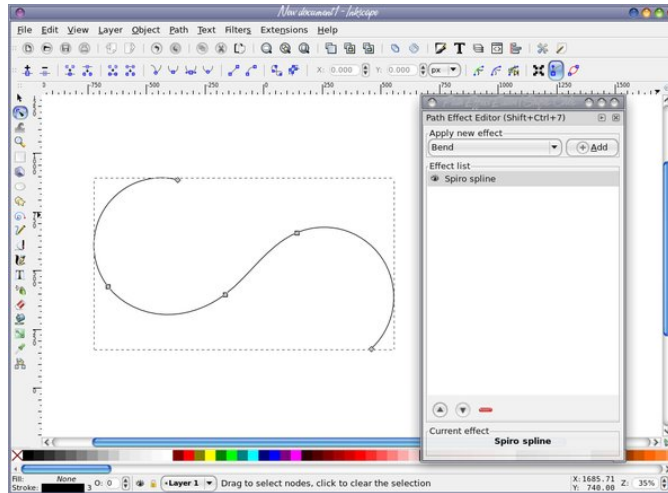 New document1 - Inkscape
File Edit View Layer Object Path Text Filters Extensions Help
X: 0.000 Y: 0.000 px
Path Effect Editor (Shift+Ctrl+7)
Apply new effect
Bend Add
Effect list
Spiro spline
Current effect
Spiro spline
Fill: None
Stroke: 3 O: 0 •Layer 1 Drag to select nodes, click to clear the selection X:1685.71 Y: 740.00 Z: 35%